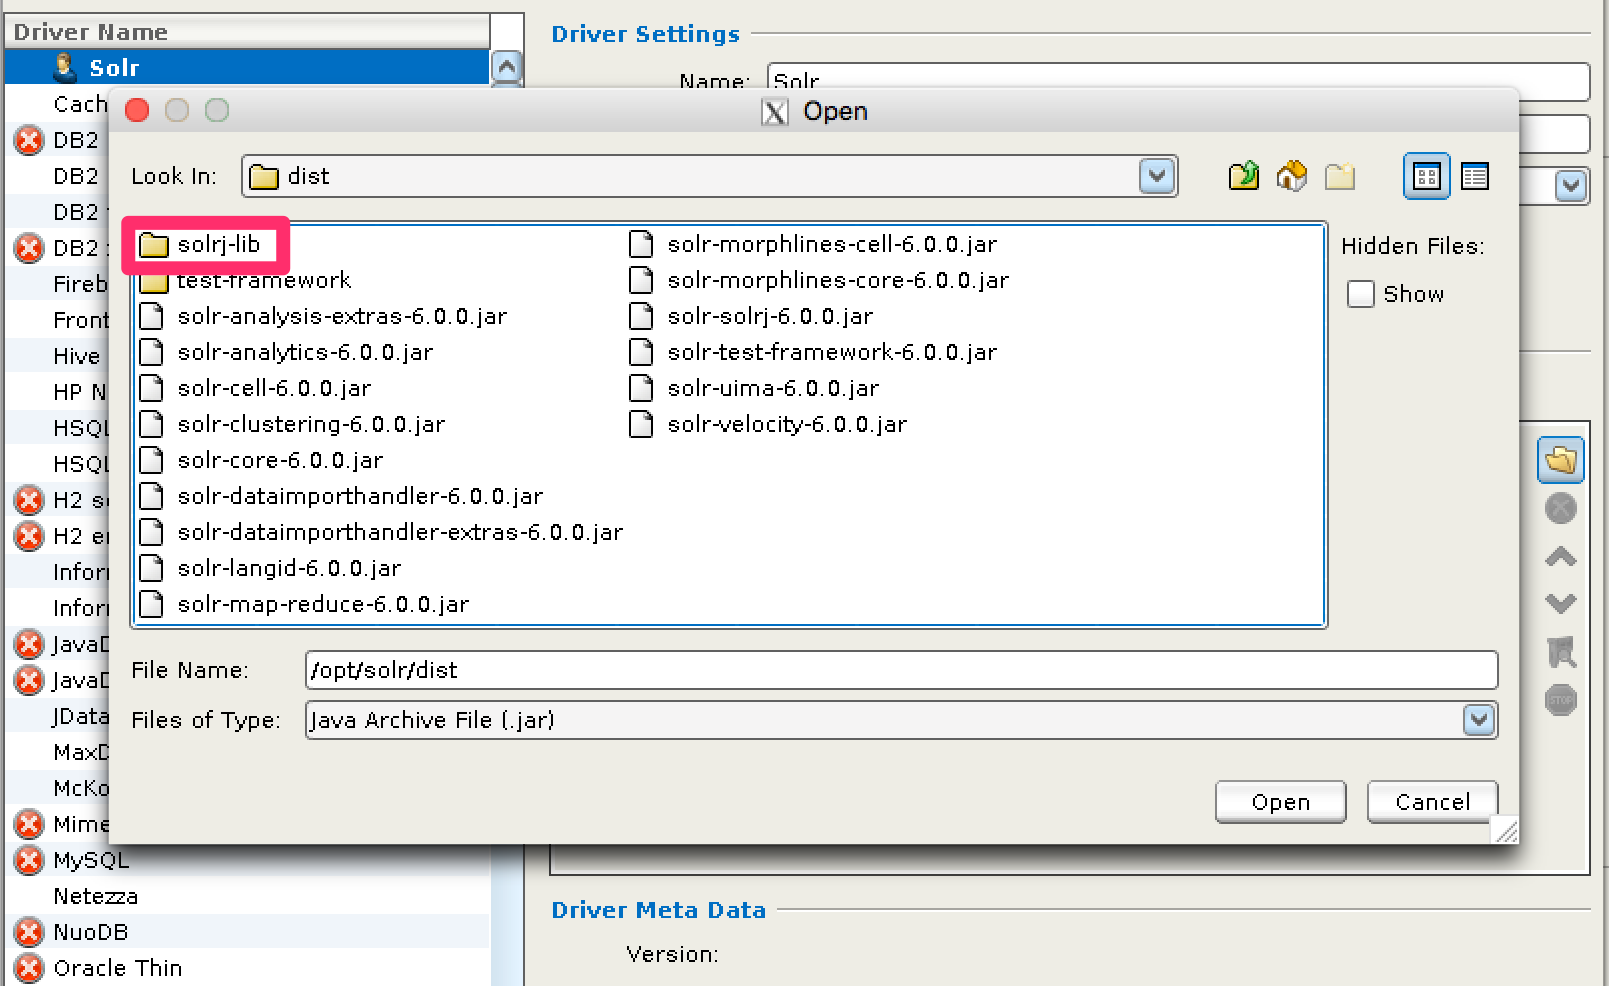 Driver Name
Solr
Cach
DB2
DB2
DB2
DB2
Fireb
Front
Hive
HP N
HSQL
HSQL
H2 s
H2 e
Infor
Infor
JavaD
JavaD
JData
MaxD
McKo
Mime
MySQL
Netezza
NuoDB
Oracle Thin
Driver Settings
Name: Solr
Open
Look In: dist
solrj-lib
test-framework
solr-analysis-extras-6.0.0.jar
solr-analytics-6.0.0.jar
solr-cell-6.0.0.jar
solr-clustering-6.0.0.jar
solr-core-6.0.0.jar
solr-dataimporthandler-6.0.0.jar
solr-dataimporthandler-extras-6.0.0.jar
solr-langid-6.0.0.jar
solr-map-reduce-6.0.0.jar
solr-morphlines-cell-6.0.0.jar
solr-morphlines-core-6.0.0.jar
solr-solrj-6.0.0.jar
solr-test-framework-6.0.0.jar
solr-uima-6.0.0.jar
solr-velocity-6.0.0.jar
Hidden Files:
Show
File Name: /opt/solr/dist
Files of Type: Java Archive File (.jar)
Open
Cancel
STOP
Driver Meta Data
Version: